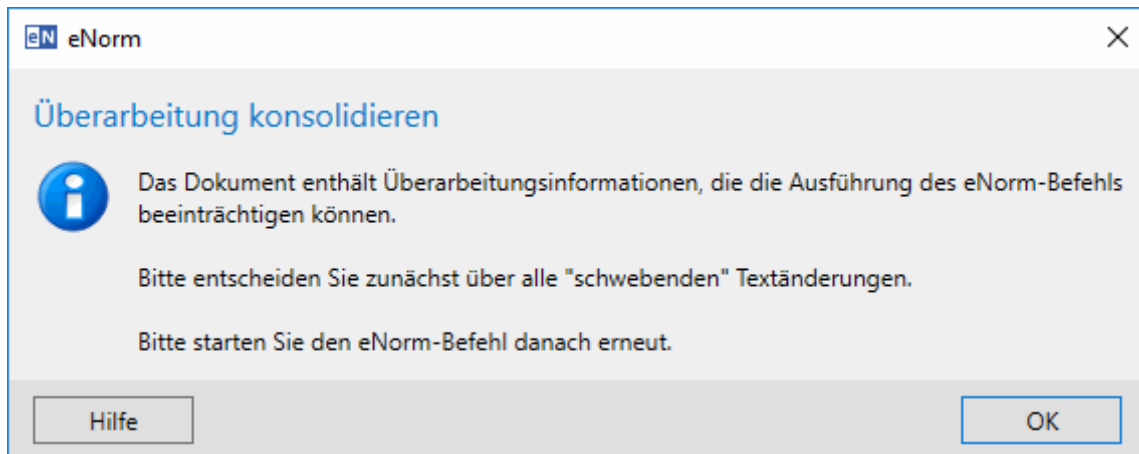 eN eNorm
Überarbeitung konsolidieren
Das Dokument enthält Überarbeitungsinformationen, die die Ausführung des eNorm-Befehls
beeinträchtigen können.
Bitte entscheiden Sie zunächst über alle "schwebenden" Textänderungen.
Bitte starten Sie den eNorm-Befehl danach erneut.
Hilfe
OK